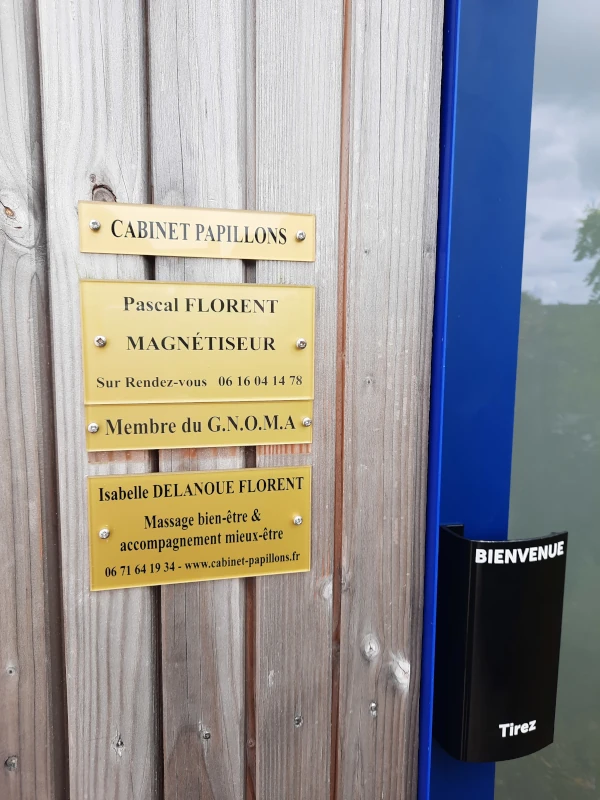 CABINET PAPILLONS
Pascal FLORENT
MAGNÉTISEUR
Sur Rendez-vous 06 16 04 14 78
Membre du G.N.O.M.A
Isabelle DELANOUE FLORENT
Massage bien-être &
accompagnement mieux-être
06 71 64 19 34 - www.cabinet-papillons.fr
BIENVENUE
Tirez